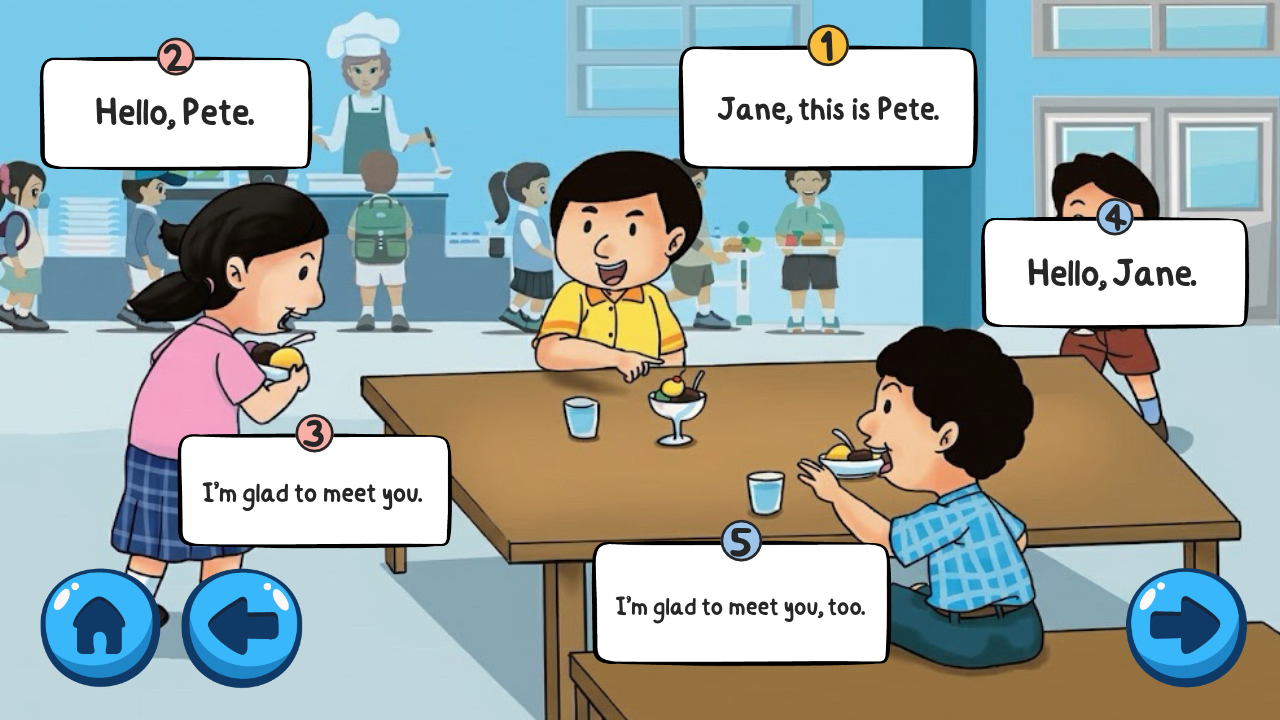 1
Jane, this is Pete.
2
Hello, Pete.
3
I'm glad to meet you.
4
Hello, Jane.
5
I'm glad to meet you, too.